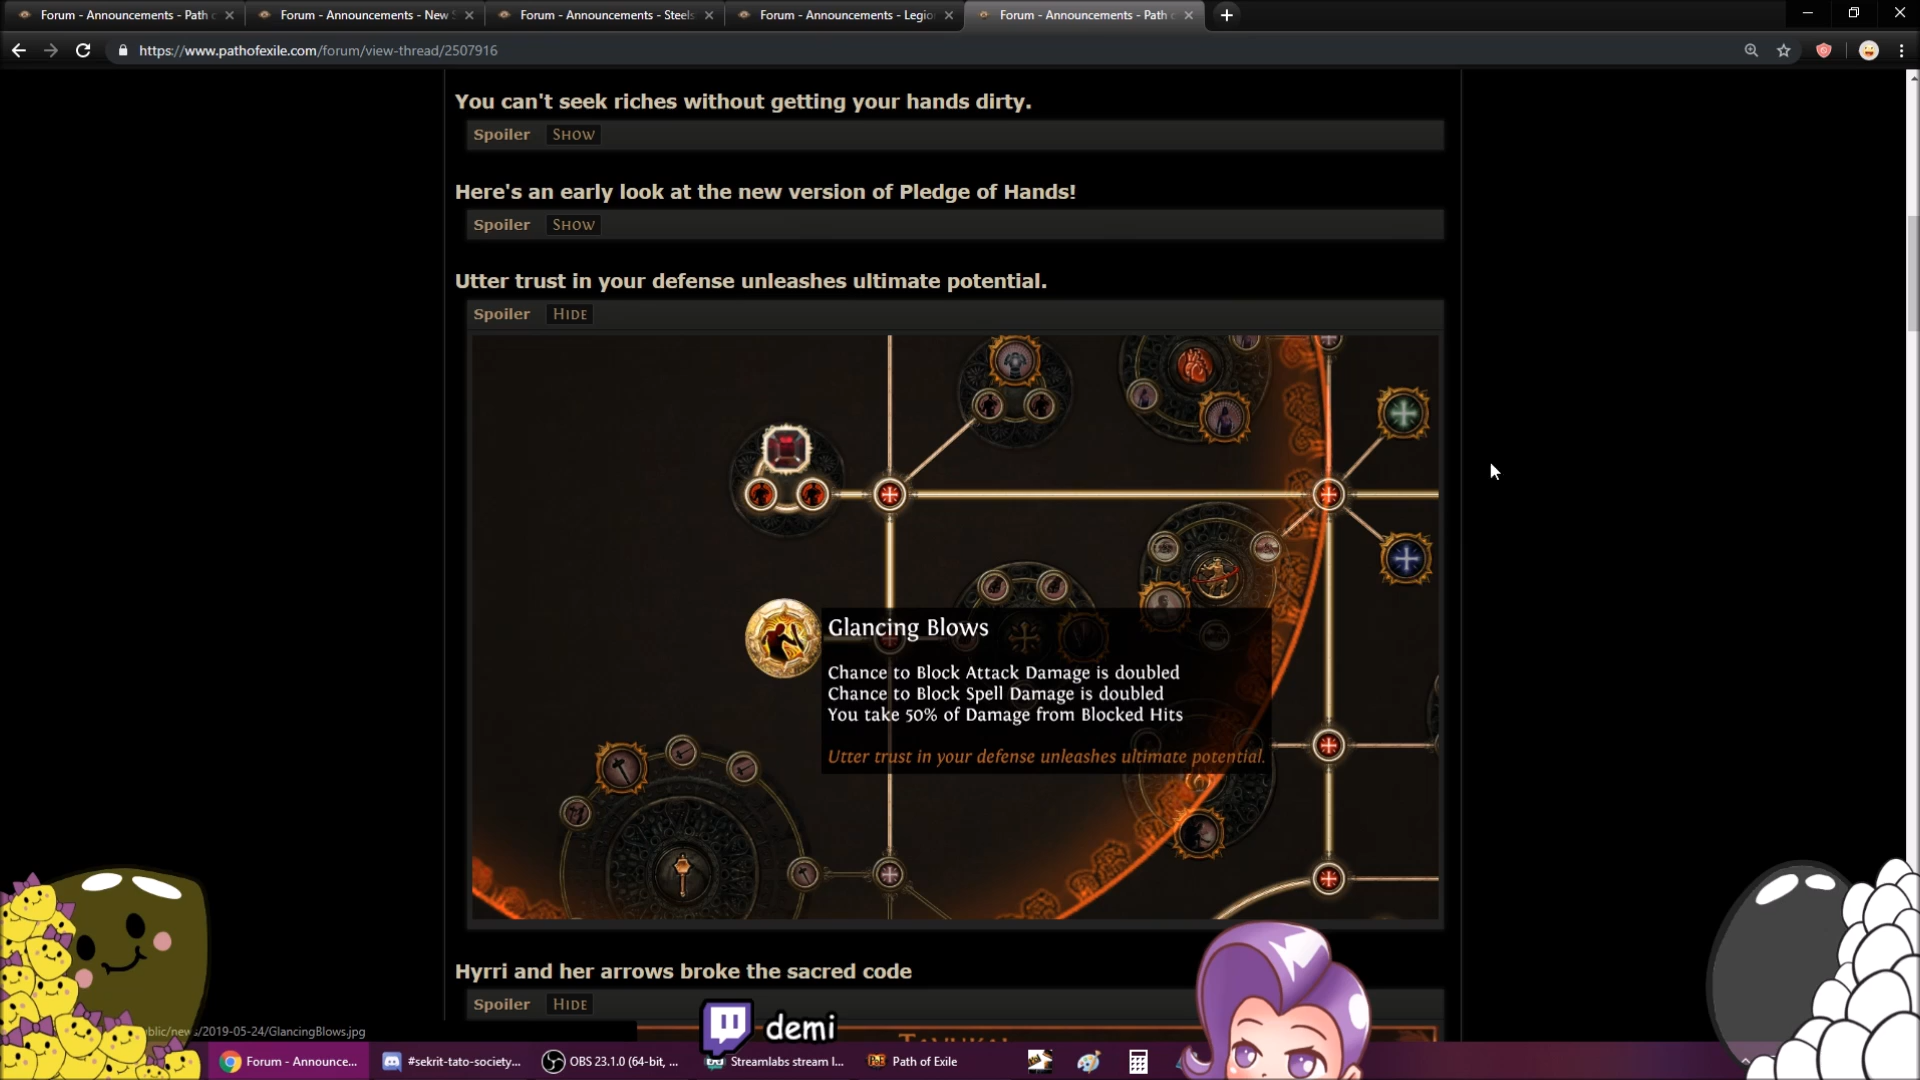 Forum - Announcements - Path
Forum - Announcements - New
Forum - Announcements - Steels
Forum - Announcements - Legion
Forum - Announcements - Path
https://www.pathofexile.com/forum/view-thread/2507916
You can't seek riches without getting your hands dirty.
Spoiler SHOW
Here's an early look at the new version of Pledge of Hands!
Spoiler SHOW
Utter trust in your defense unleashes ultimate potential.
Spoiler HIDE
Glancing Blows
Chance to Block Attack Damage is doubled
Chance to Block Spell Damage is doubled
You take 50% of Damage from Blocked Hits
Utter trust in your defense unleashes ultimate potential.
Hyrri and her arrows broke the sacred code
Spoiler HIDE
/2019-05-24/GlancingBlows.jpg
demi
Forum - Announce...
#sekrit-tato-society...
OBS 23.1.0 (64-bit, ...
Streamlabs stream l...
Path of Exile